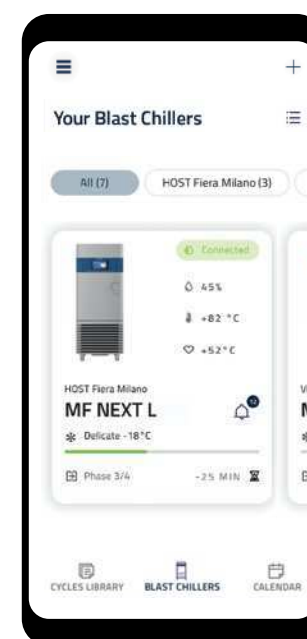 +
Your Blast Chillers
All (7)
HOST Fiera Milano (3)
Connected
45%
+82 °C
+52°C
HOST Fiera Milano
MF NEXT L
12
Delicate -18°C
Phase 3/4
-25 MIN
CYCLES LIBRARY
BLAST CHILLERS
CALENDAR